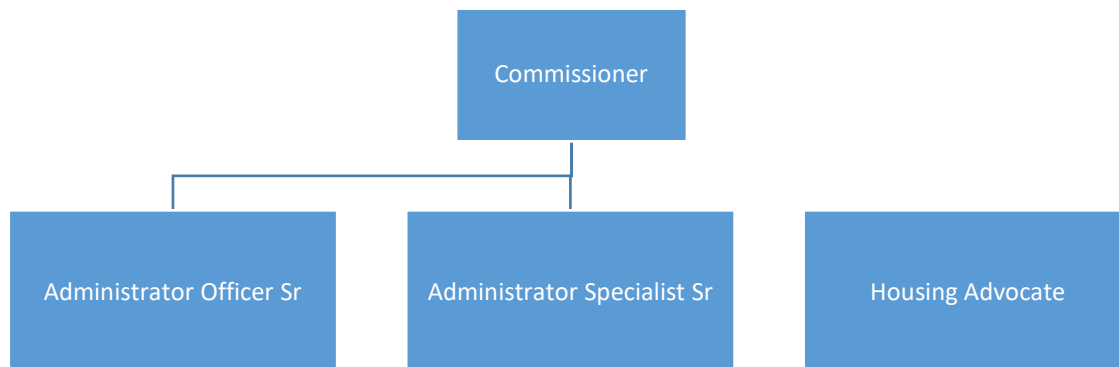 Commissioner
Administrator Officer Sr
Administrator Specialist Sr
Housing Advocate